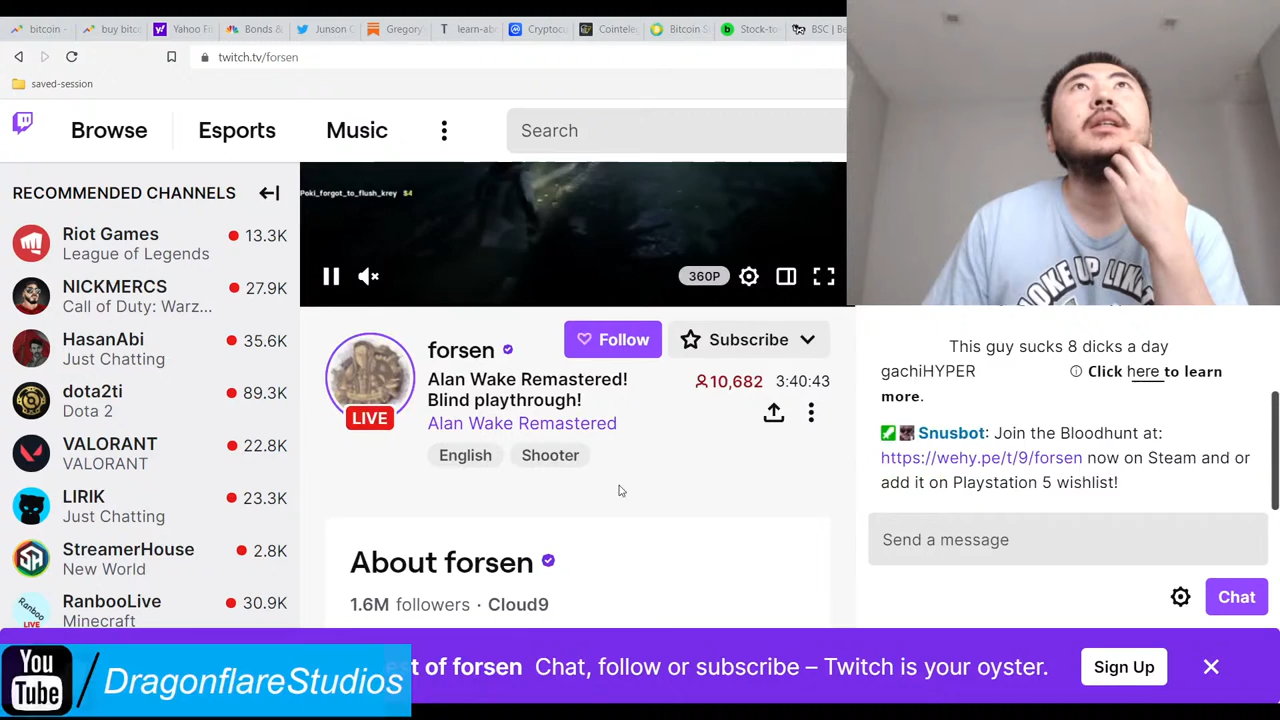 bitcoin
buy bitc
Yahoo Fi
Bonds &
Junson C
Gregory
learn-ab
Cryptocu
Cointele
Bitcoin S
Stock-to
BSC | Be
twitch.tv/forsen
saved-session
Browse
Esports
Music
Search
RECOMMENDED CHANNELS
Riot Games
13.3K
League of Legends
NICKMERCS
27.9K
Call of Duty: Warz...
HasanAbi
35.6K
Just Chatting
dota2ti
89.3K
Dota 2
VALORANT
22.8K
VALORANT
LIRIK
23.3K
Just Chatting
StreamerHouse
2.8K
New World
RanbooLive
30.9K
Minecraft
Poki_forgot_to_flush_krey $4
360P
forsen
Follow
Subscribe
Alan Wake Remastered!
Blind playthrough!
10,682
3:40:43
Alan Wake Remastered
LIVE
English
Shooter
About forsen
1.6M followers · Cloud9
This guy sucks 8 dicks a day
gachiHYPER
Click here to learn
more.
Snusbot: Join the Bloodhunt at:
https://wehy.pe/t/9/forsen now on Steam and or
add it on Playstation 5 wishlist!
Send a message
Chat
est of forsen Chat, follow or subscribe – Twitch is your oyster.
Sign Up
You
Tube
/ DragonflareStudios